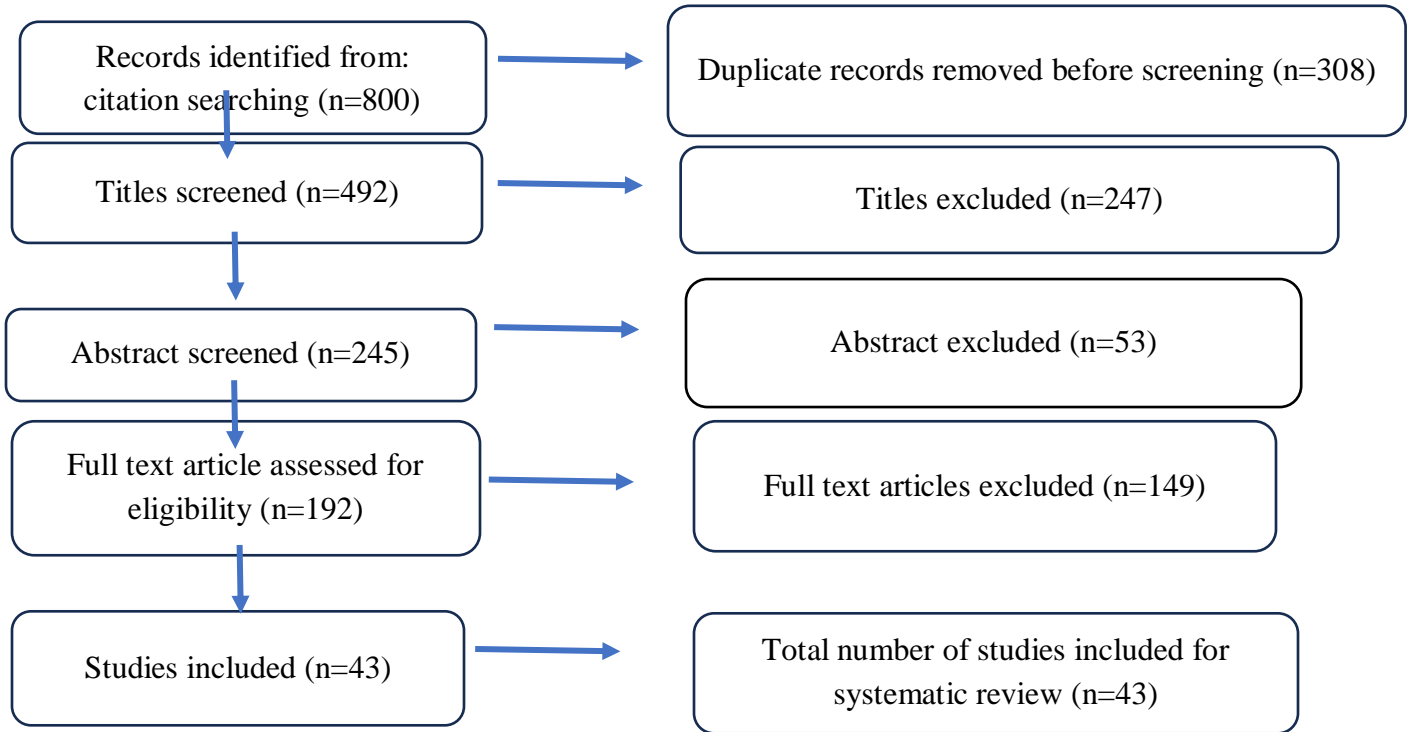 Records identified from:
citation searching (n=800)
Duplicate records removed before screening (n=308)
Titles screened (n=492)
Titles excluded (n=247)
Abstract screened (n=245)
Abstract excluded (n=53)
Full text article assessed for
eligibility (n=192)
Full text articles excluded (n=149)
Studies included (n=43)
Total number of studies included for
systematic review (n=43)